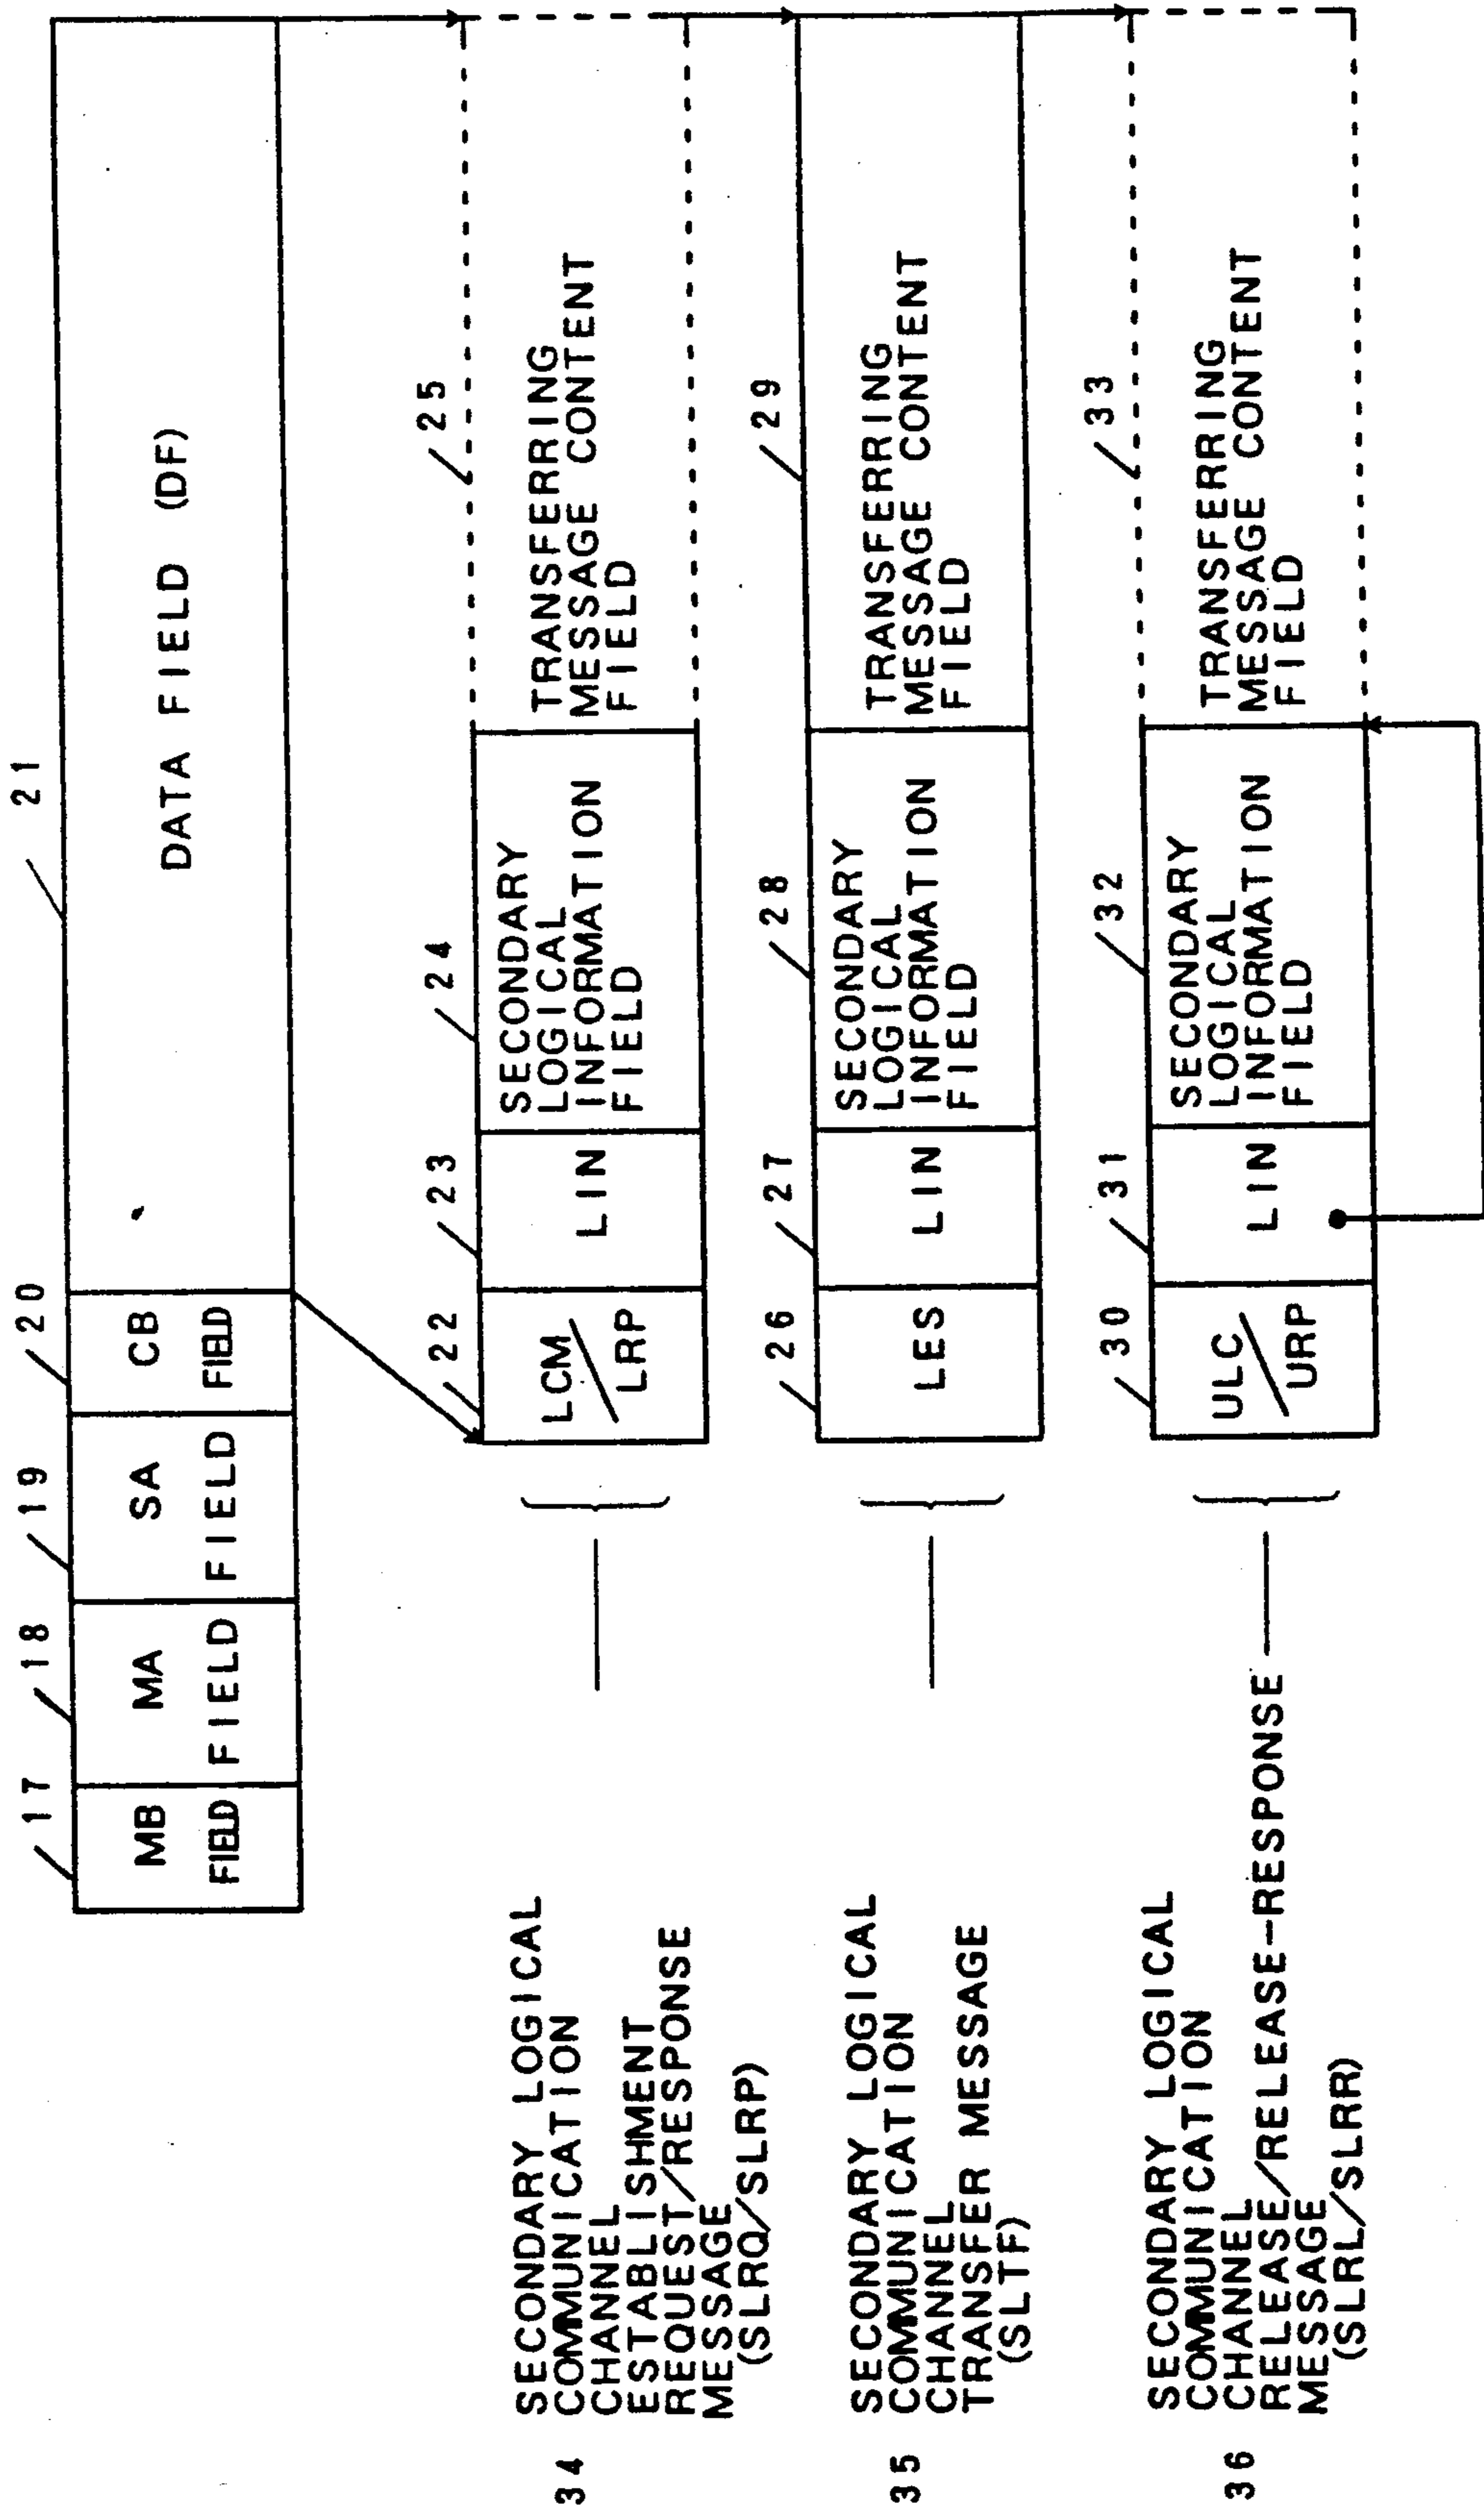 17
18
19
20
21
MB
FIELD
MA
FIELD
SA
FIELD
CB
FIELD
DATA FIELD (DF)
34
SECONDARY LOGICAL
COMMUNICATION
CHANNEL
ESTABLISHMENT
REQUEST/RESPONSE
MESSAGE
(SLRQ/SLRP)
22
23
24
25
LCM
/
LRP
LIN
SECONDARY
LOGICAL
INFORMATION
FIELD
TRANSFERRING
MESSAGE CONTENT
FIELD
35
SECONDARY LOGICAL
COMMUNICATION
CHANNEL
TRANSFER MESSAGE
(SLTF)
26
27
28
29
LES
LIN
SECONDARY
LOGICAL
INFORMATION
FIELD
TRANSFERRING
MESSAGE CONTENT
FIELD
36
SECONDARY LOGICAL
COMMUNICATION
CHANNEL
RELEASE/RELEASE-RESPONSE
MESSAGE
(SLRL/SLRR)
30
31
32
33
ULC
/
URP
LIN
SECONDARY
LOGICAL
INFORMATION
FIELD
TRANSFERRING
MESSAGE CONTENT
FIELD